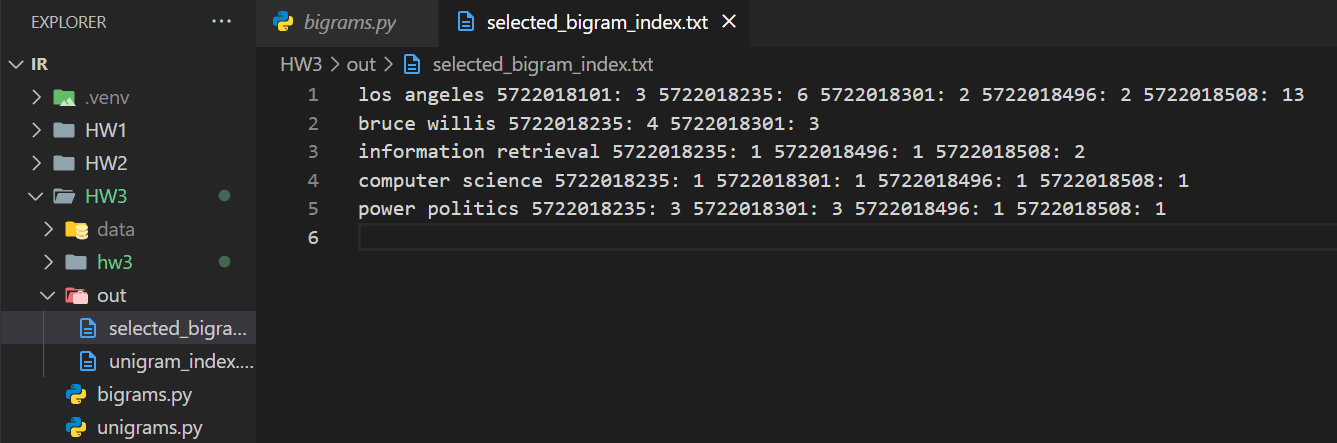 EXPLORER
...
IR
.venv
HW1
HW2
HW3
data
hw3
out
selected_bigra...
unigram_index....
bigrams.py
unigrams.py
bigrams.py
selected_bigram_index.txt
HW3 > out > selected_bigram_index.txt
1 los angeles 5722018101: 3 5722018235: 6 5722018301: 2 5722018496: 2 5722018508: 13
2 bruce willis 5722018235: 4 5722018301: 3
3 information retrieval 5722018235: 1 5722018496: 1 5722018508: 2
4 computer science 5722018235: 1 5722018301: 1 5722018496: 1 5722018508: 1
5 power politics 5722018235: 3 5722018301: 3 5722018496: 1 5722018508: 1
6